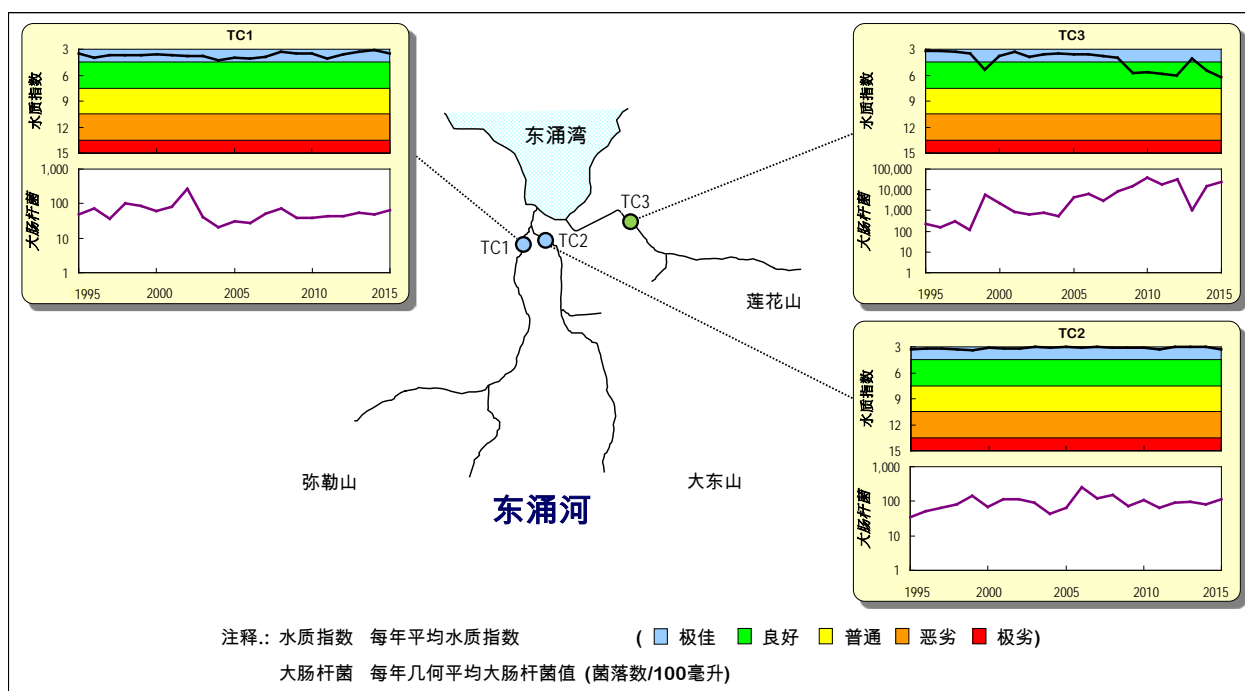 TC1
3
6
9
12
15
水质指数
1,000
100
10
1
大肠杆菌
1995 2000 2005 2010 2015
TC3
3
6
9
12
15
水质指数
100,000
10,000
1,000
100
10
1
大肠杆菌
1995 2000 2005 2010 2015
东涌湾
TC3
TC1
TC2
莲花山
弥勒山
大东山
东涌河
TC2
3
6
9
12
15
水质指数
1,000
100
10
1
大肠杆菌
1995 2000 2005 2010 2015
注释.: 水质指数 每年平均水质指数 ( 极佳 良好 普通 恶劣 极劣)
大肠杆菌 每年几何平均大肠杆菌值 (菌落数/100毫升)